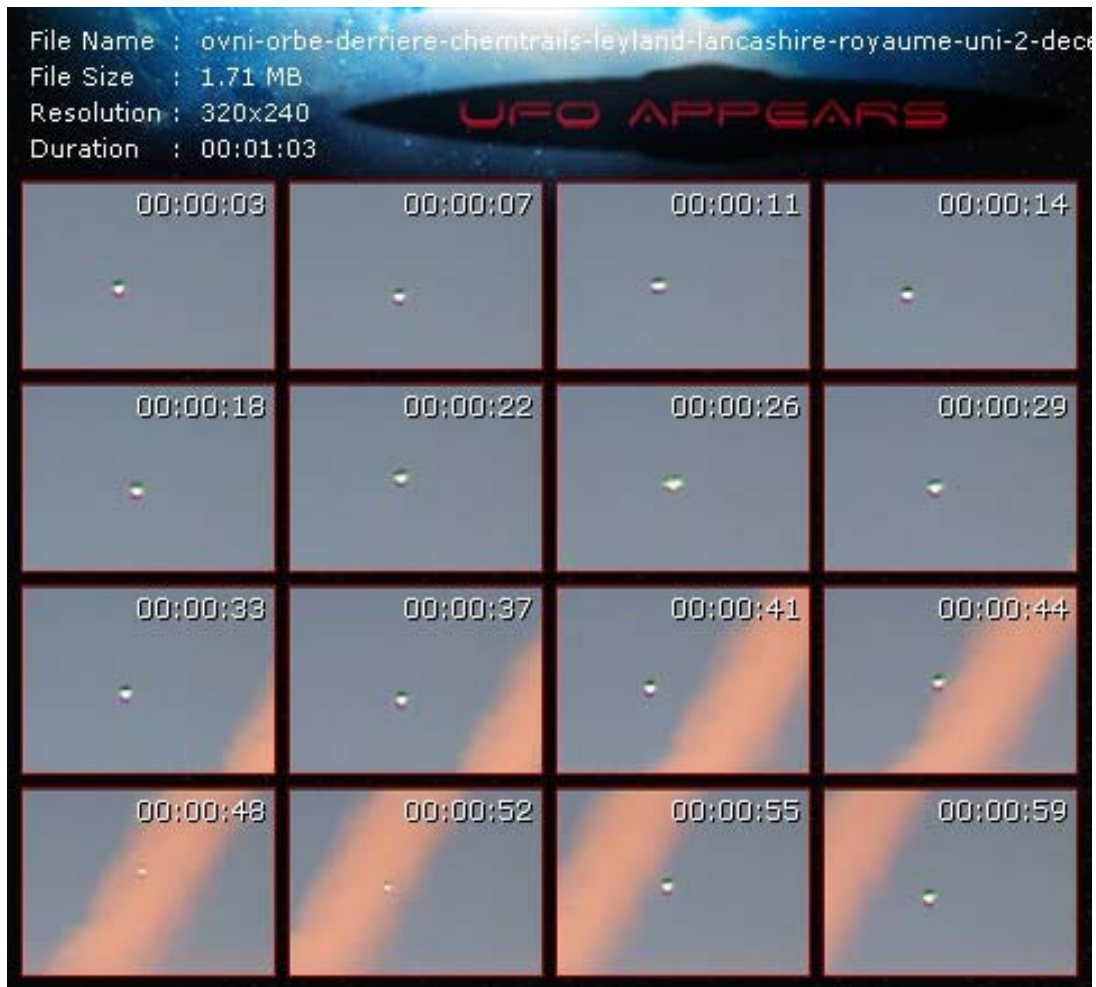 File Name : ovni-orbe-derriere-chemtrails-leyland-lancashire-royaume-uni-2-dece
File Size : 1.71 MB
Resolution : 320x240
Duration : 00:01:03
UFO APPEARS
00:00:03 00:00:07 00:00:11 00:00:14
00:00:18 00:00:22 00:00:26 00:00:29
00:00:33 00:00:37 00:00:41 00:00:44
00:00:48 00:00:52 00:00:55 00:00:59